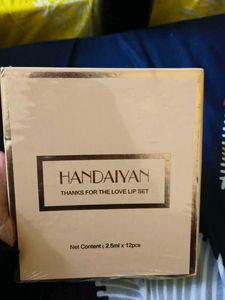 HANDAIYAN
THANKS FOR THE LOVE LIP SET
Net Content : 2.5ml x 12pcs